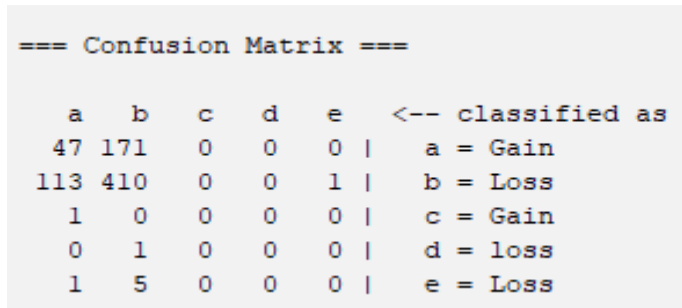 === Confusion Matrix ===
a b c d e <-- classified as
47 171 0 0 0 | a = Gain
113 410 0 0 1 | b = Loss
1 0 0 0 0 | c = Gain
0 1 0 0 0 | d = loss
1 5 0 0 0 | e = Loss